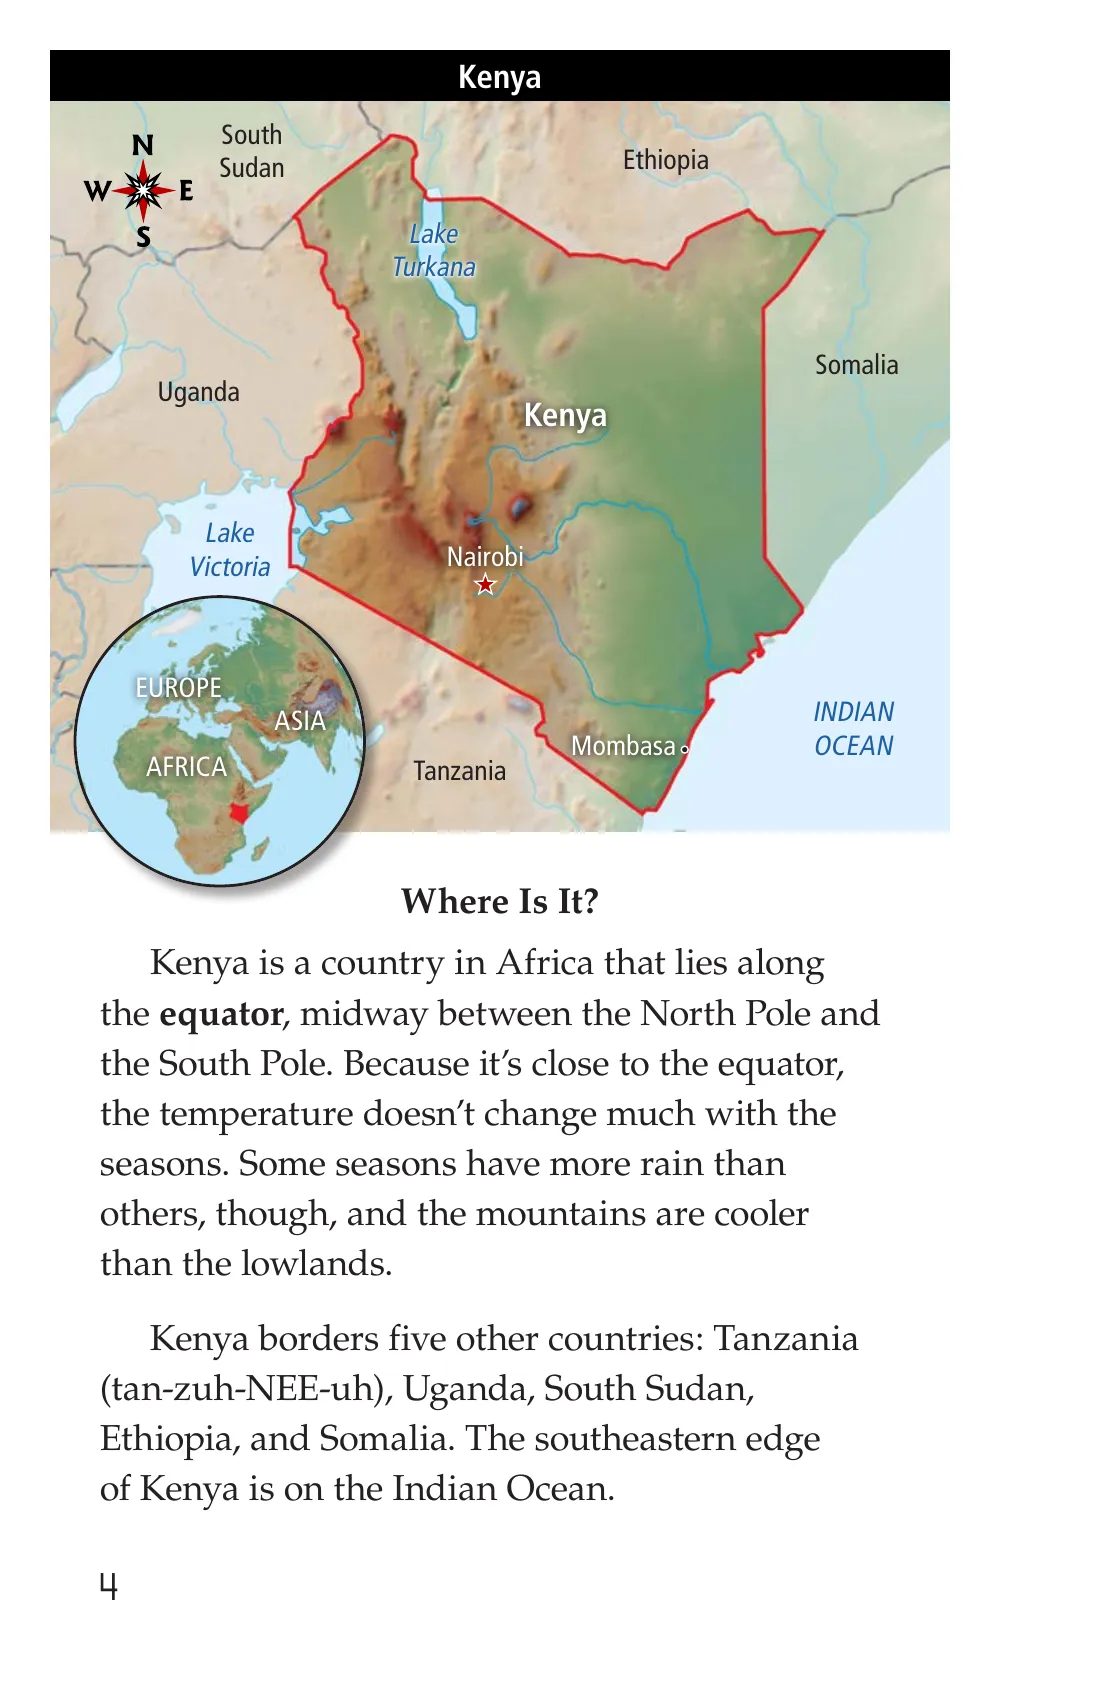 Kenya
N
W E
S
South
Sudan
Ethiopia
Lake
Turkana
Somalia
Uganda
Kenya
Lake
Victoria
Nairobi
EUROPE
ASIA
AFRICA
INDIAN
OCEAN
Mombasa
Tanzania
Where Is It?
Kenya is a country in Africa that lies along
the equator, midway between the North Pole and
the South Pole. Because it’s close to the equator,
the temperature doesn’t change much with the
seasons. Some seasons have more rain than
others, though, and the mountains are cooler
than the lowlands.
Kenya borders five other countries: Tanzania
(tan-zuh-NEE-uh), Uganda, South Sudan,
Ethiopia, and Somalia. The southeastern edge
of Kenya is on the Indian Ocean.
4